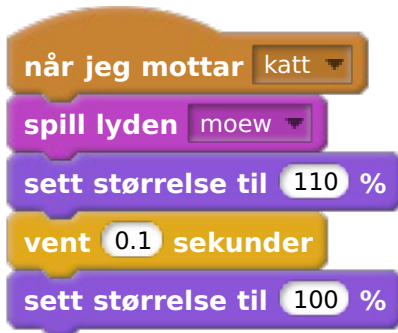 når jeg mottar katt
spill lyden moew
sett størrelse til 110 %
vent 0.1 sekunder
sett størrelse til 100 %